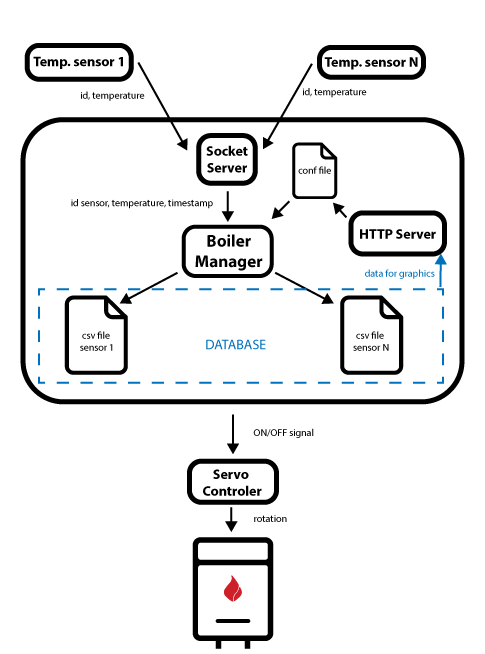 Temp. sensor 1
Temp. sensor N
id, temperature
id, temperature
Socket
Server
conf file
id sensor, temperature, timestamp
Boiler
Manager
HTTP Server
data for graphics
csv file
sensor 1
DATABASE
csv file
sensor N
ON/OFF signal
Servo
Controler
rotation